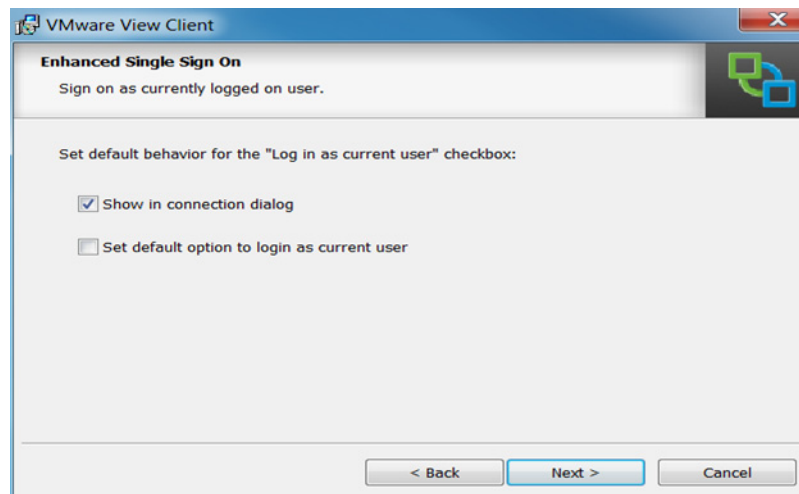 VMware View Client
Enhanced Single Sign On
Sign on as currently logged on user.
Set default behavior for the "Log in as current user" checkbox:
Show in connection dialog
Set default option to login as current user
< Back Next > Cancel